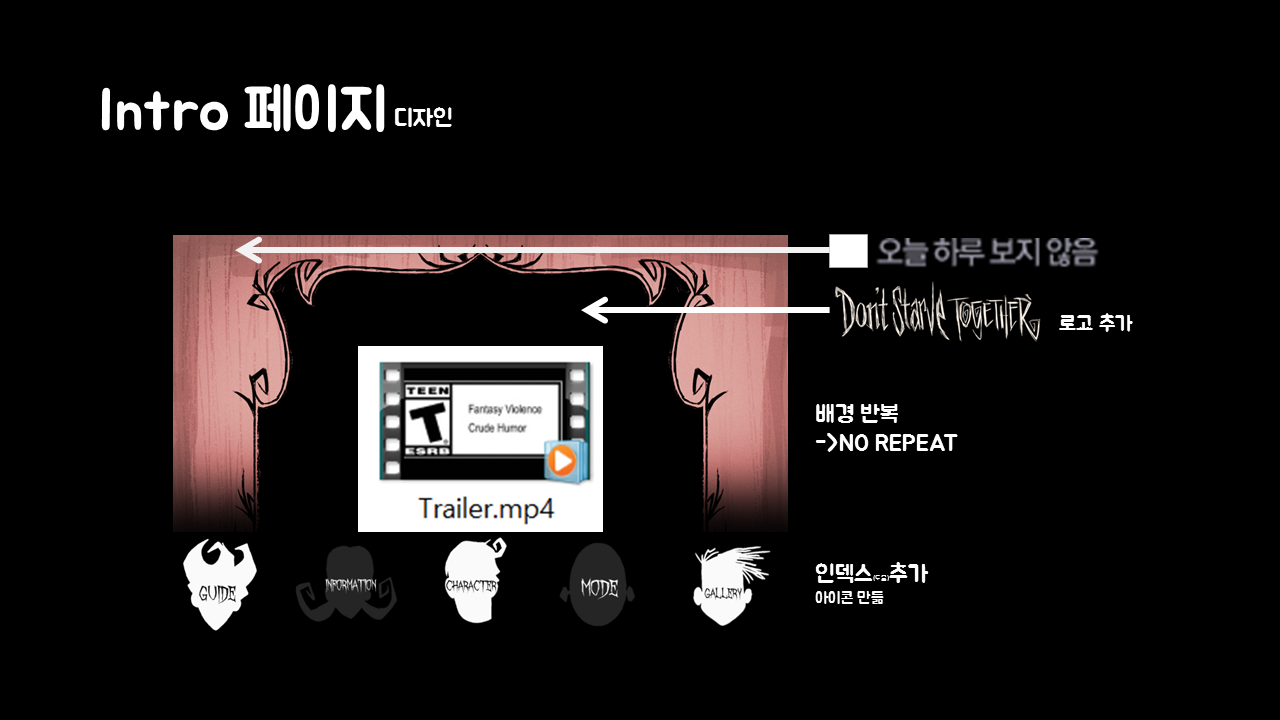 Intro 페이지 디자인
오늘 하루 보지 않음
Don't Starve TOGETHER
로고 추가
TEEN
T
ESRB
Fantasy Violence
Crude Humor
Trailer.mp4
배경 반복
->NO REPEAT
GUIDE
INFORMATION
CHARACTER
MODE
GALLERY
인덱스 추가
아이콘 만듦